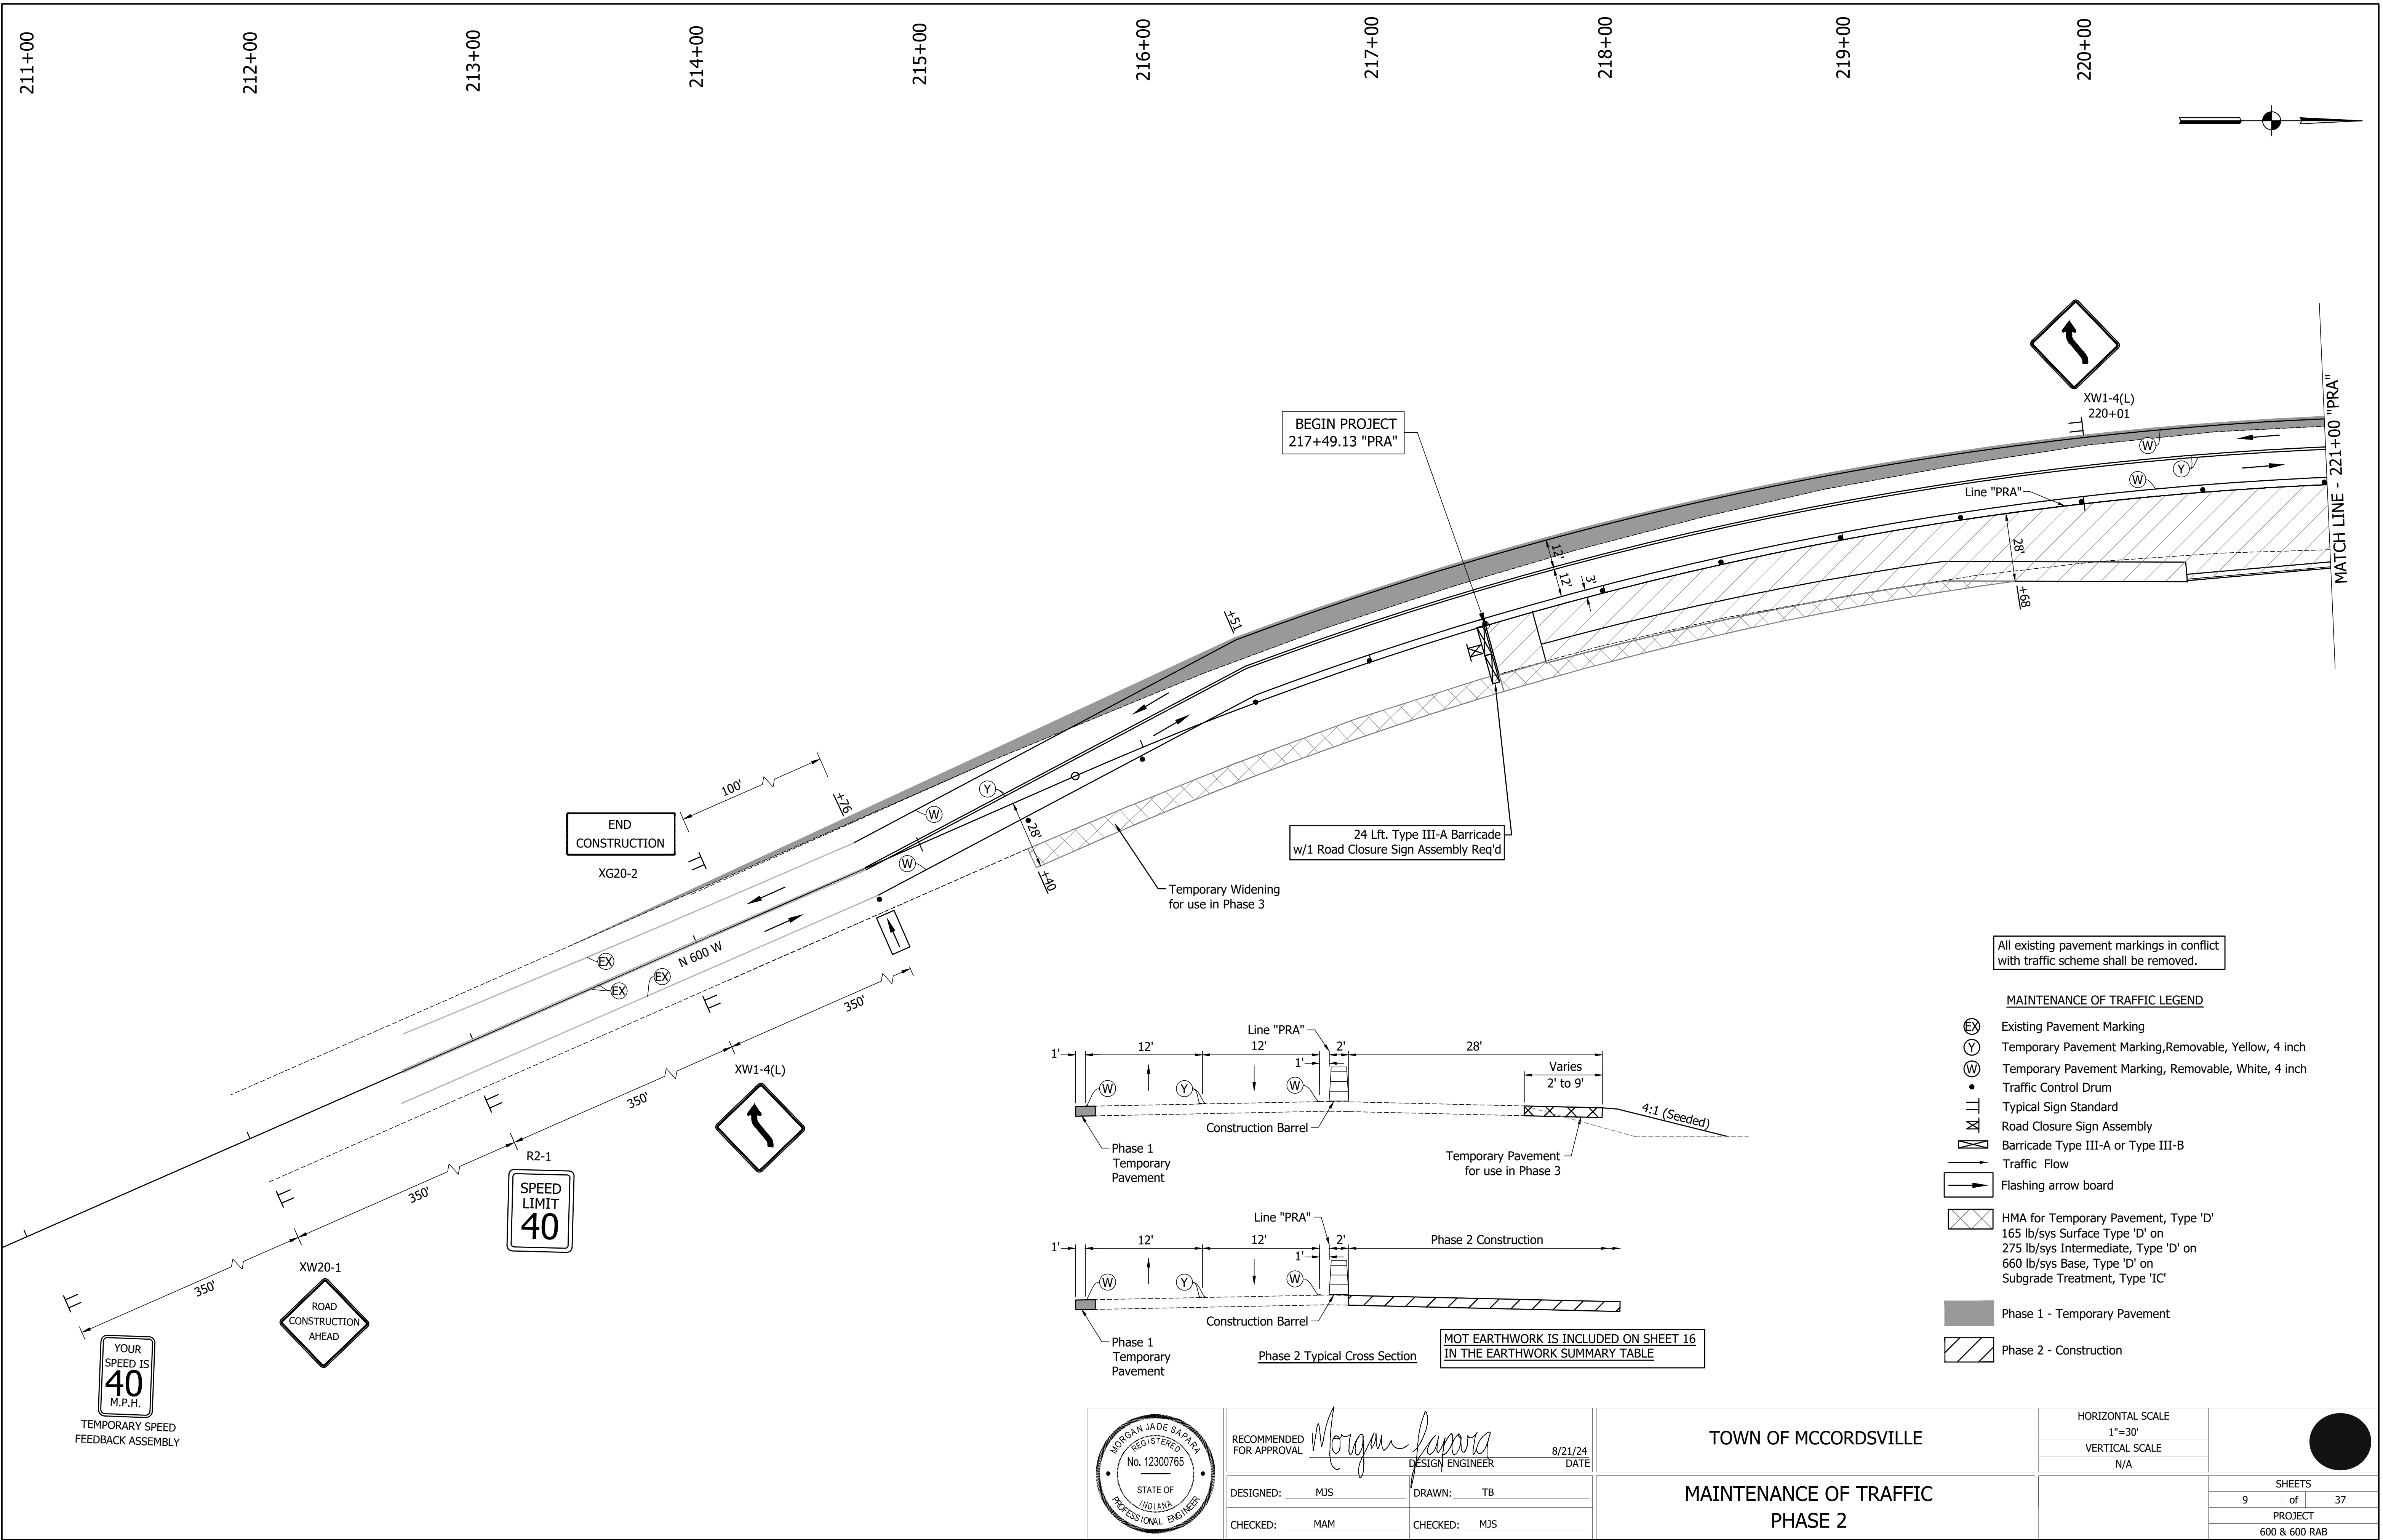 211+00
212+00
213+00
214+00
215+00
216+00
217+00
218+00
219+00
220+00
XW1-4(L)
220+01
MATCH LINE - 221+00 "PRA"
BEGIN PROJECT
217+49.13 "PRA"
W
Y
W
Line "PRA"
28'
+68
12'
12'
3'
+51
+76
100'
END
CONSTRUCTION
XG20-2
Y
W
W
28'
+40
24 Lft. Type III-A Barricade
w/1 Road Closure Sign Assembly Req'd
Temporary Widening
for use in Phase 3
EX
EX
EX
N 600 W
350'
350'
350'
350'
XW1-4(L)
R2-1
SPEED
LIMIT
40
XW20-1
ROAD
CONSTRUCTION
AHEAD
YOUR
SPEED IS
40
M.P.H.
TEMPORARY SPEED
FEEDBACK ASSEMBLY
Line "PRA"
1'
12'
12'
2'
28'
1'
Varies
2' to 9'
W
Y
W
4:1 (Seeded)
Construction Barrel
Phase 1
Temporary
Pavement
Temporary Pavement
for use in Phase 3
Line "PRA"
1'
12'
12'
2'
Phase 2 Construction
1'
W
Y
W
Construction Barrel
Phase 1
Temporary
Pavement
Phase 2 Typical Cross Section
MOT EARTHWORK IS INCLUDED ON SHEET 16
IN THE EARTHWORK SUMMARY TABLE
All existing pavement markings in conflict
with traffic scheme shall be removed.
MAINTENANCE OF TRAFFIC LEGEND
EX Existing Pavement Marking
Y Temporary Pavement Marking,Removable, Yellow, 4 inch
W Temporary Pavement Marking, Removable, White, 4 inch
Traffic Control Drum
Typical Sign Standard
Road Closure Sign Assembly
Barricade Type III-A or Type III-B
Traffic Flow
Flashing arrow board
HMA for Temporary Pavement, Type 'D'
165 lb/sys Surface Type 'D' on
275 lb/sys Intermediate, Type 'D' on
660 lb/sys Base, Type 'D' on
Subgrade Treatment, Type 'IC'
Phase 1 - Temporary Pavement
Phase 2 - Construction
MORGAN JADE SAPARA
REGISTERED
No. 12300765
STATE OF
INDIANA
PROFESSIONAL ENGINEER
RECOMMENDED
FOR APPROVAL
Morgan Sapara
8/21/24
DESIGN ENGINEER
DATE
DESIGNED: MJS
DRAWN: TB
CHECKED: MAM
CHECKED: MJS
TOWN OF MCCORDSVILLE
MAINTENANCE OF TRAFFIC
PHASE 2
HORIZONTAL SCALE
1"=30'
VERTICAL SCALE
N/A
SHEETS
9 of 37
PROJECT
600 & 600 RAB